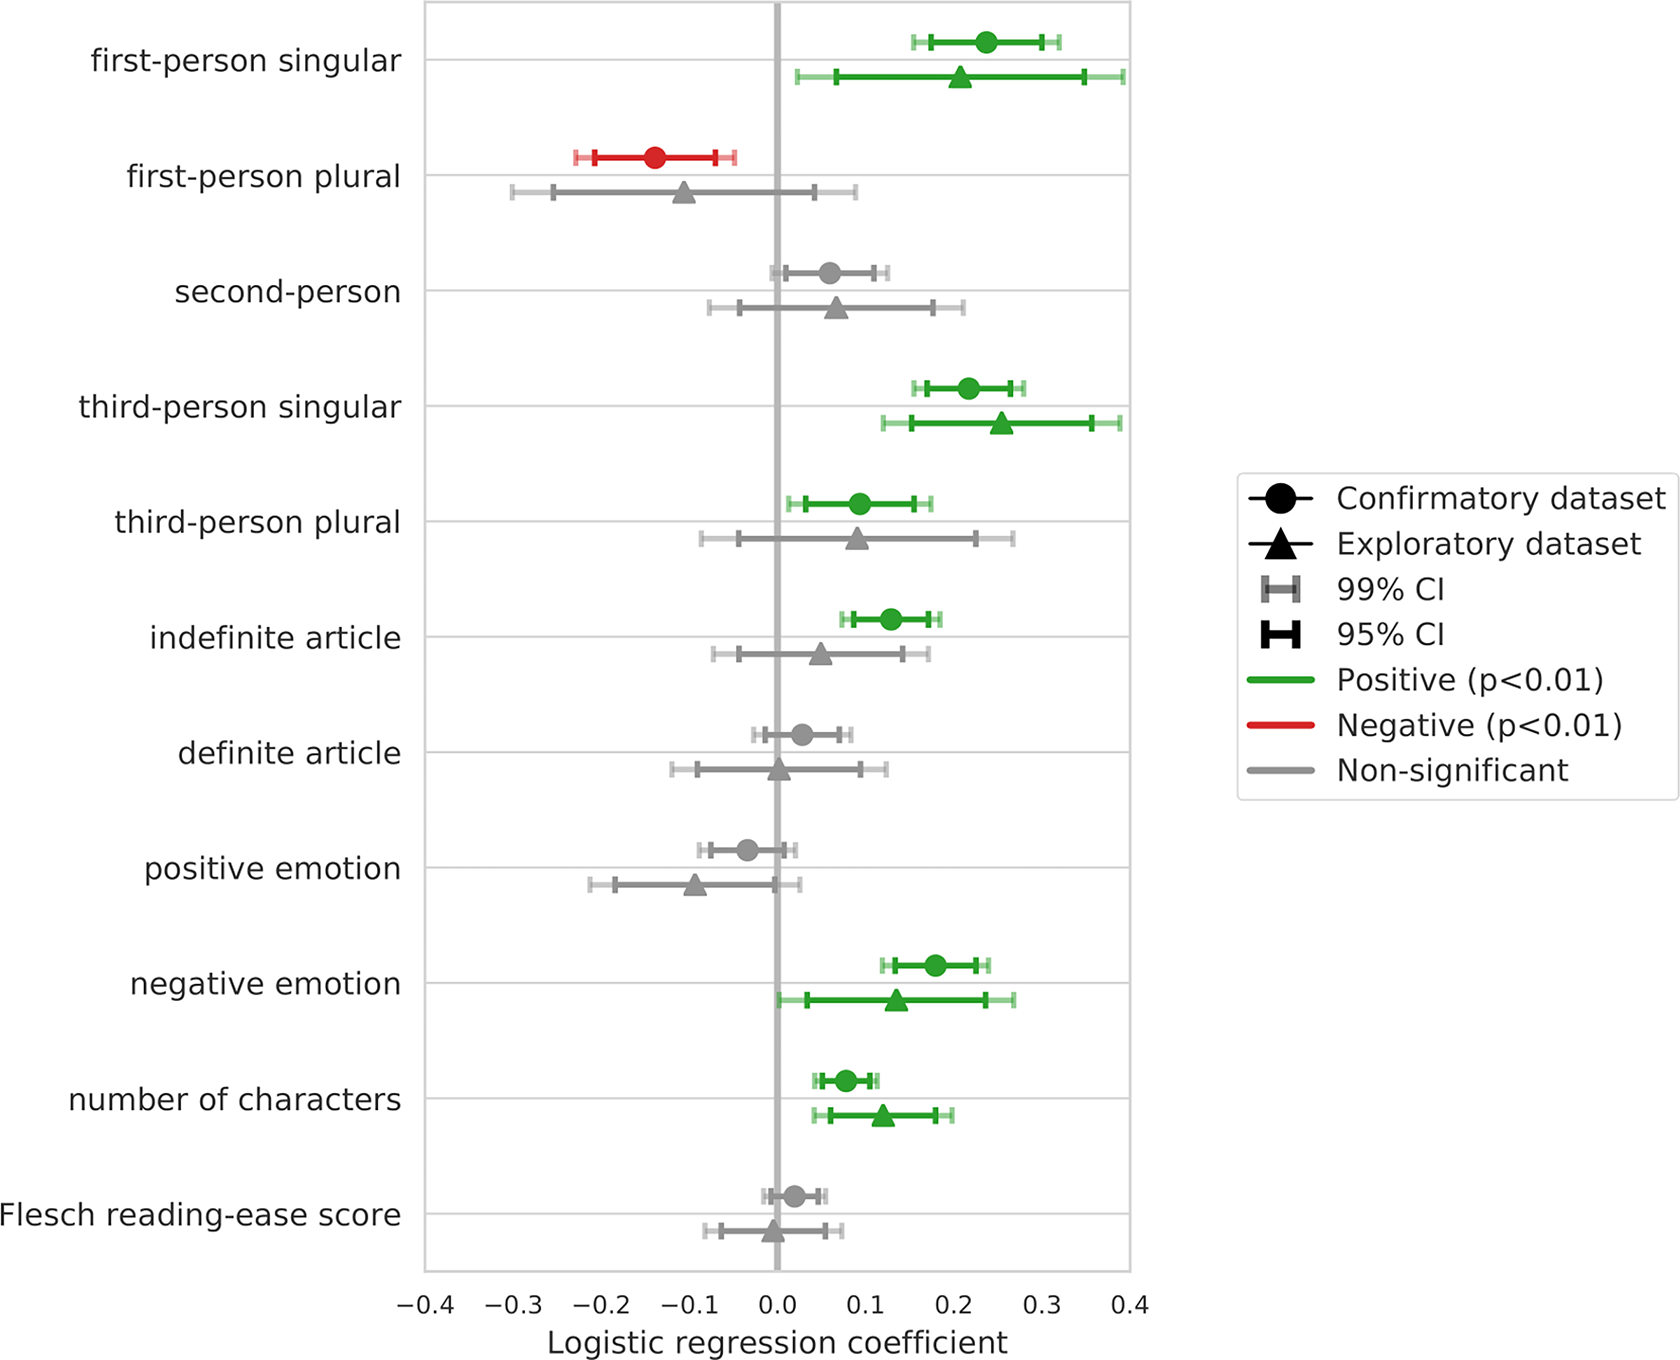 first-person singular
first-person plural
second-person
third-person singular
third-person plural
indefinite article
definite article
positive emotion
negative emotion
number of characters
Flesch reading-ease score
−0.4 −0.3 −0.2 −0.1 0.0 0.1 0.2 0.3 0.4
Logistic regression coefficient
Confirmatory dataset
Exploratory dataset
99% CI
95% CI
Positive (p<0.01)
Negative (p<0.01)
Non-significant